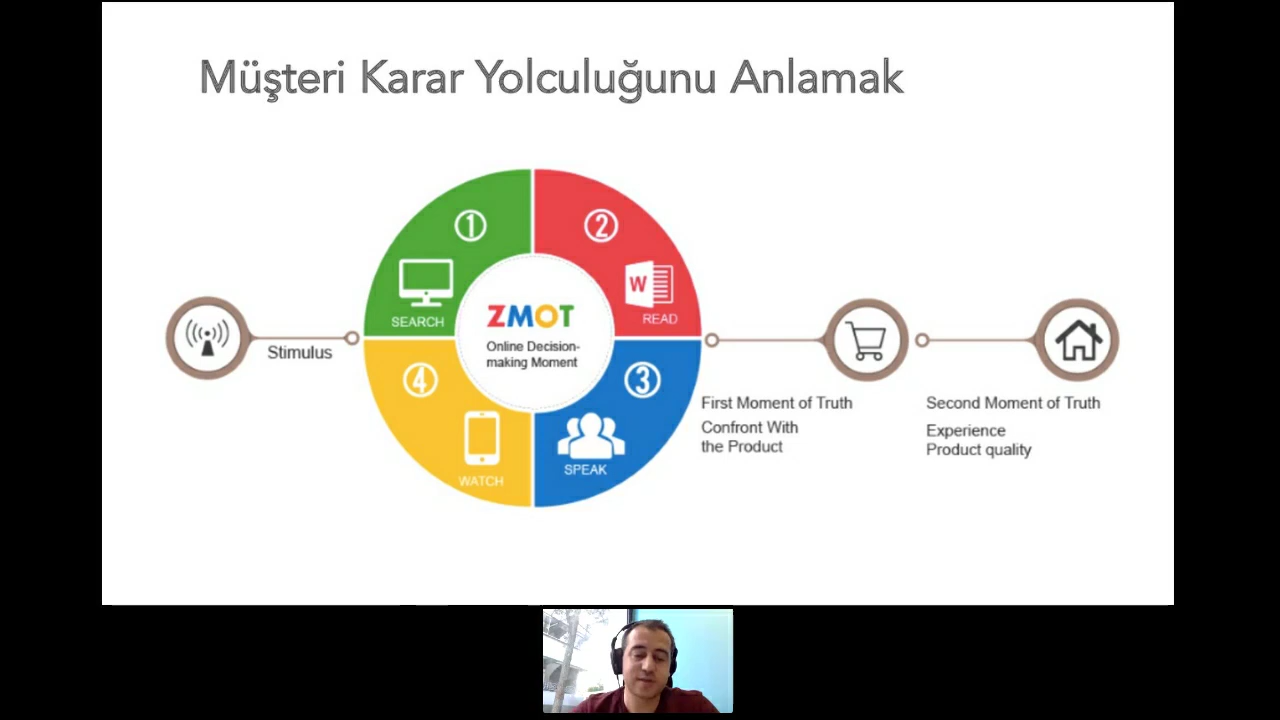 Müşteri Karar Yolculuğunu Anlamak
Stimulus
1
SEARCH
2
W
READ
ZMOT
Online Decision-
making Moment
4
WATCH
3
SPEAK
First Moment of Truth
Confront With
the Product
Second Moment of Truth
Experience
Product quality